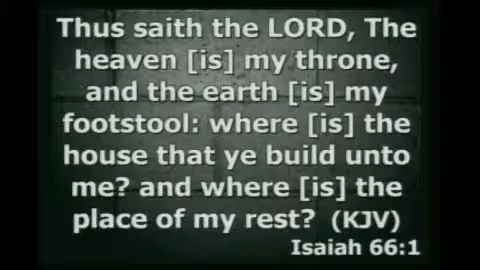 Thus saith the LORD, The
heaven [is] my throne,
and the earth [is] my
footstool: where [is] the
house that ye build unto
me? and where [is] the
place of my rest? (KJV)
Isaiah 66:1